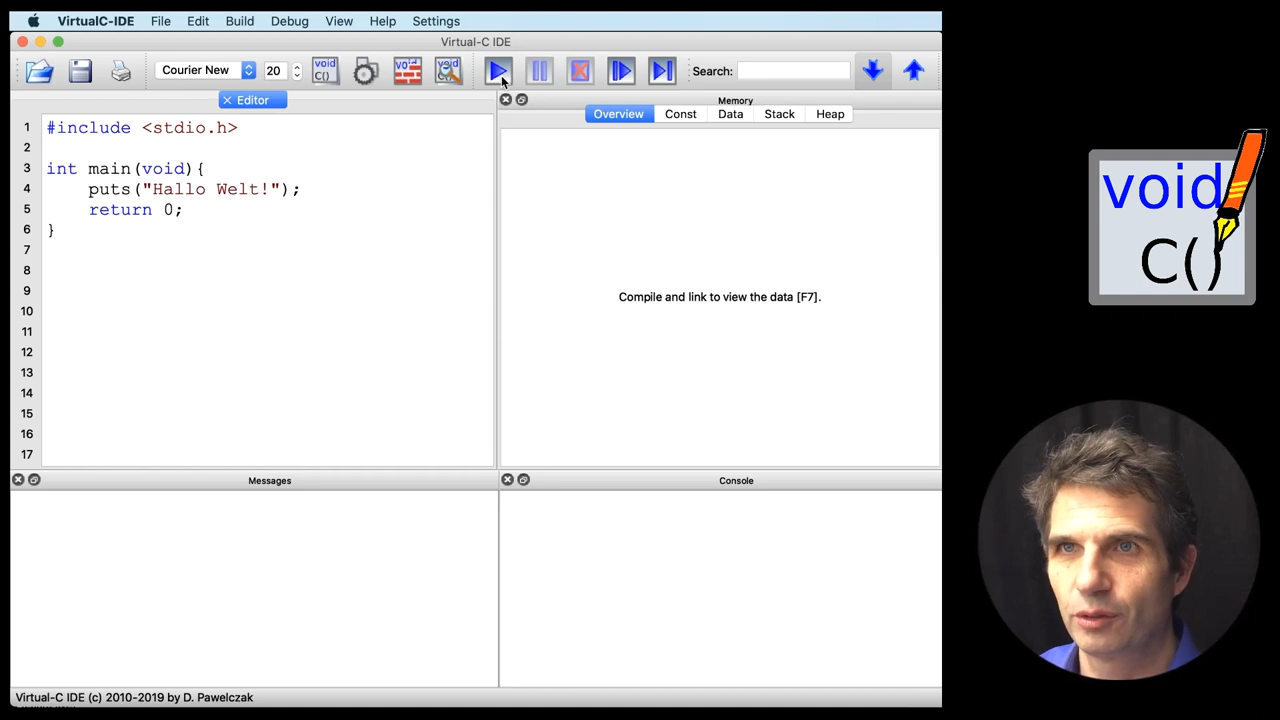 VirtualC-IDE File Edit Build Debug View Help Settings
Virtual-C IDE
void C() Courier New 20 void void C() Search:
Editor
Memory
Overview Const Data Stack Heap
1 #include <stdio.h>
2
3 int main(void){
4 puts("Hallo Welt!");
5 return 0;
6 }
7
8
9
10
11
12
13
14
15
16
17
Compile and link to view the data [F7].
Messages
Console
Virtual-C IDE (c) 2010-2019 by D. Pawelczak
void
C()